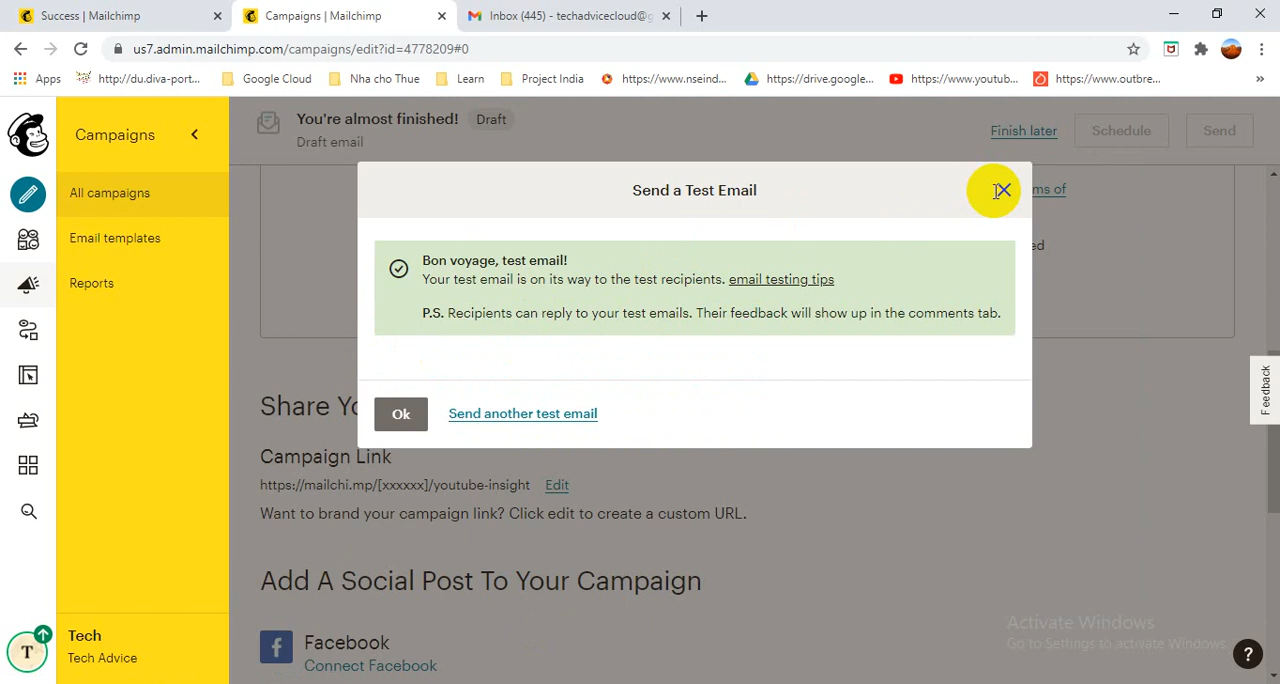 Success | Mailchimp
Campaigns | Mailchimp
Inbox (445) - techadvicecloud@g
us7.admin.mailchimp.com/campaigns/edit?id=4778209#0
Apps
http://du.diva-port...
Google Cloud
Nha cho Thue
Learn
Project India
https://www.nseind...
https://drive.google...
https://www.youtub...
https://www.outbre...
»
Campaigns
You're almost finished!
Draft
Draft email
Finish later
Schedule
Send
All campaigns
Email templates
Reports
Send a Test Email
ms of
ed
Bon voyage, test email!
Your test email is on its way to the test recipients. email testing tips
P.S. Recipients can reply to your test emails. Their feedback will show up in the comments tab.
Ok
Send another test email
Share Yo
Campaign Link
https://mailchi.mp/[xxxxxx]/youtube-insight Edit
Want to brand your campaign link? Click edit to create a custom URL.
Add A Social Post To Your Campaign
Facebook
Connect Facebook
Feedback
Activate Windows
Go to Settings to activate Windows.
T
Tech
Tech Advice
?